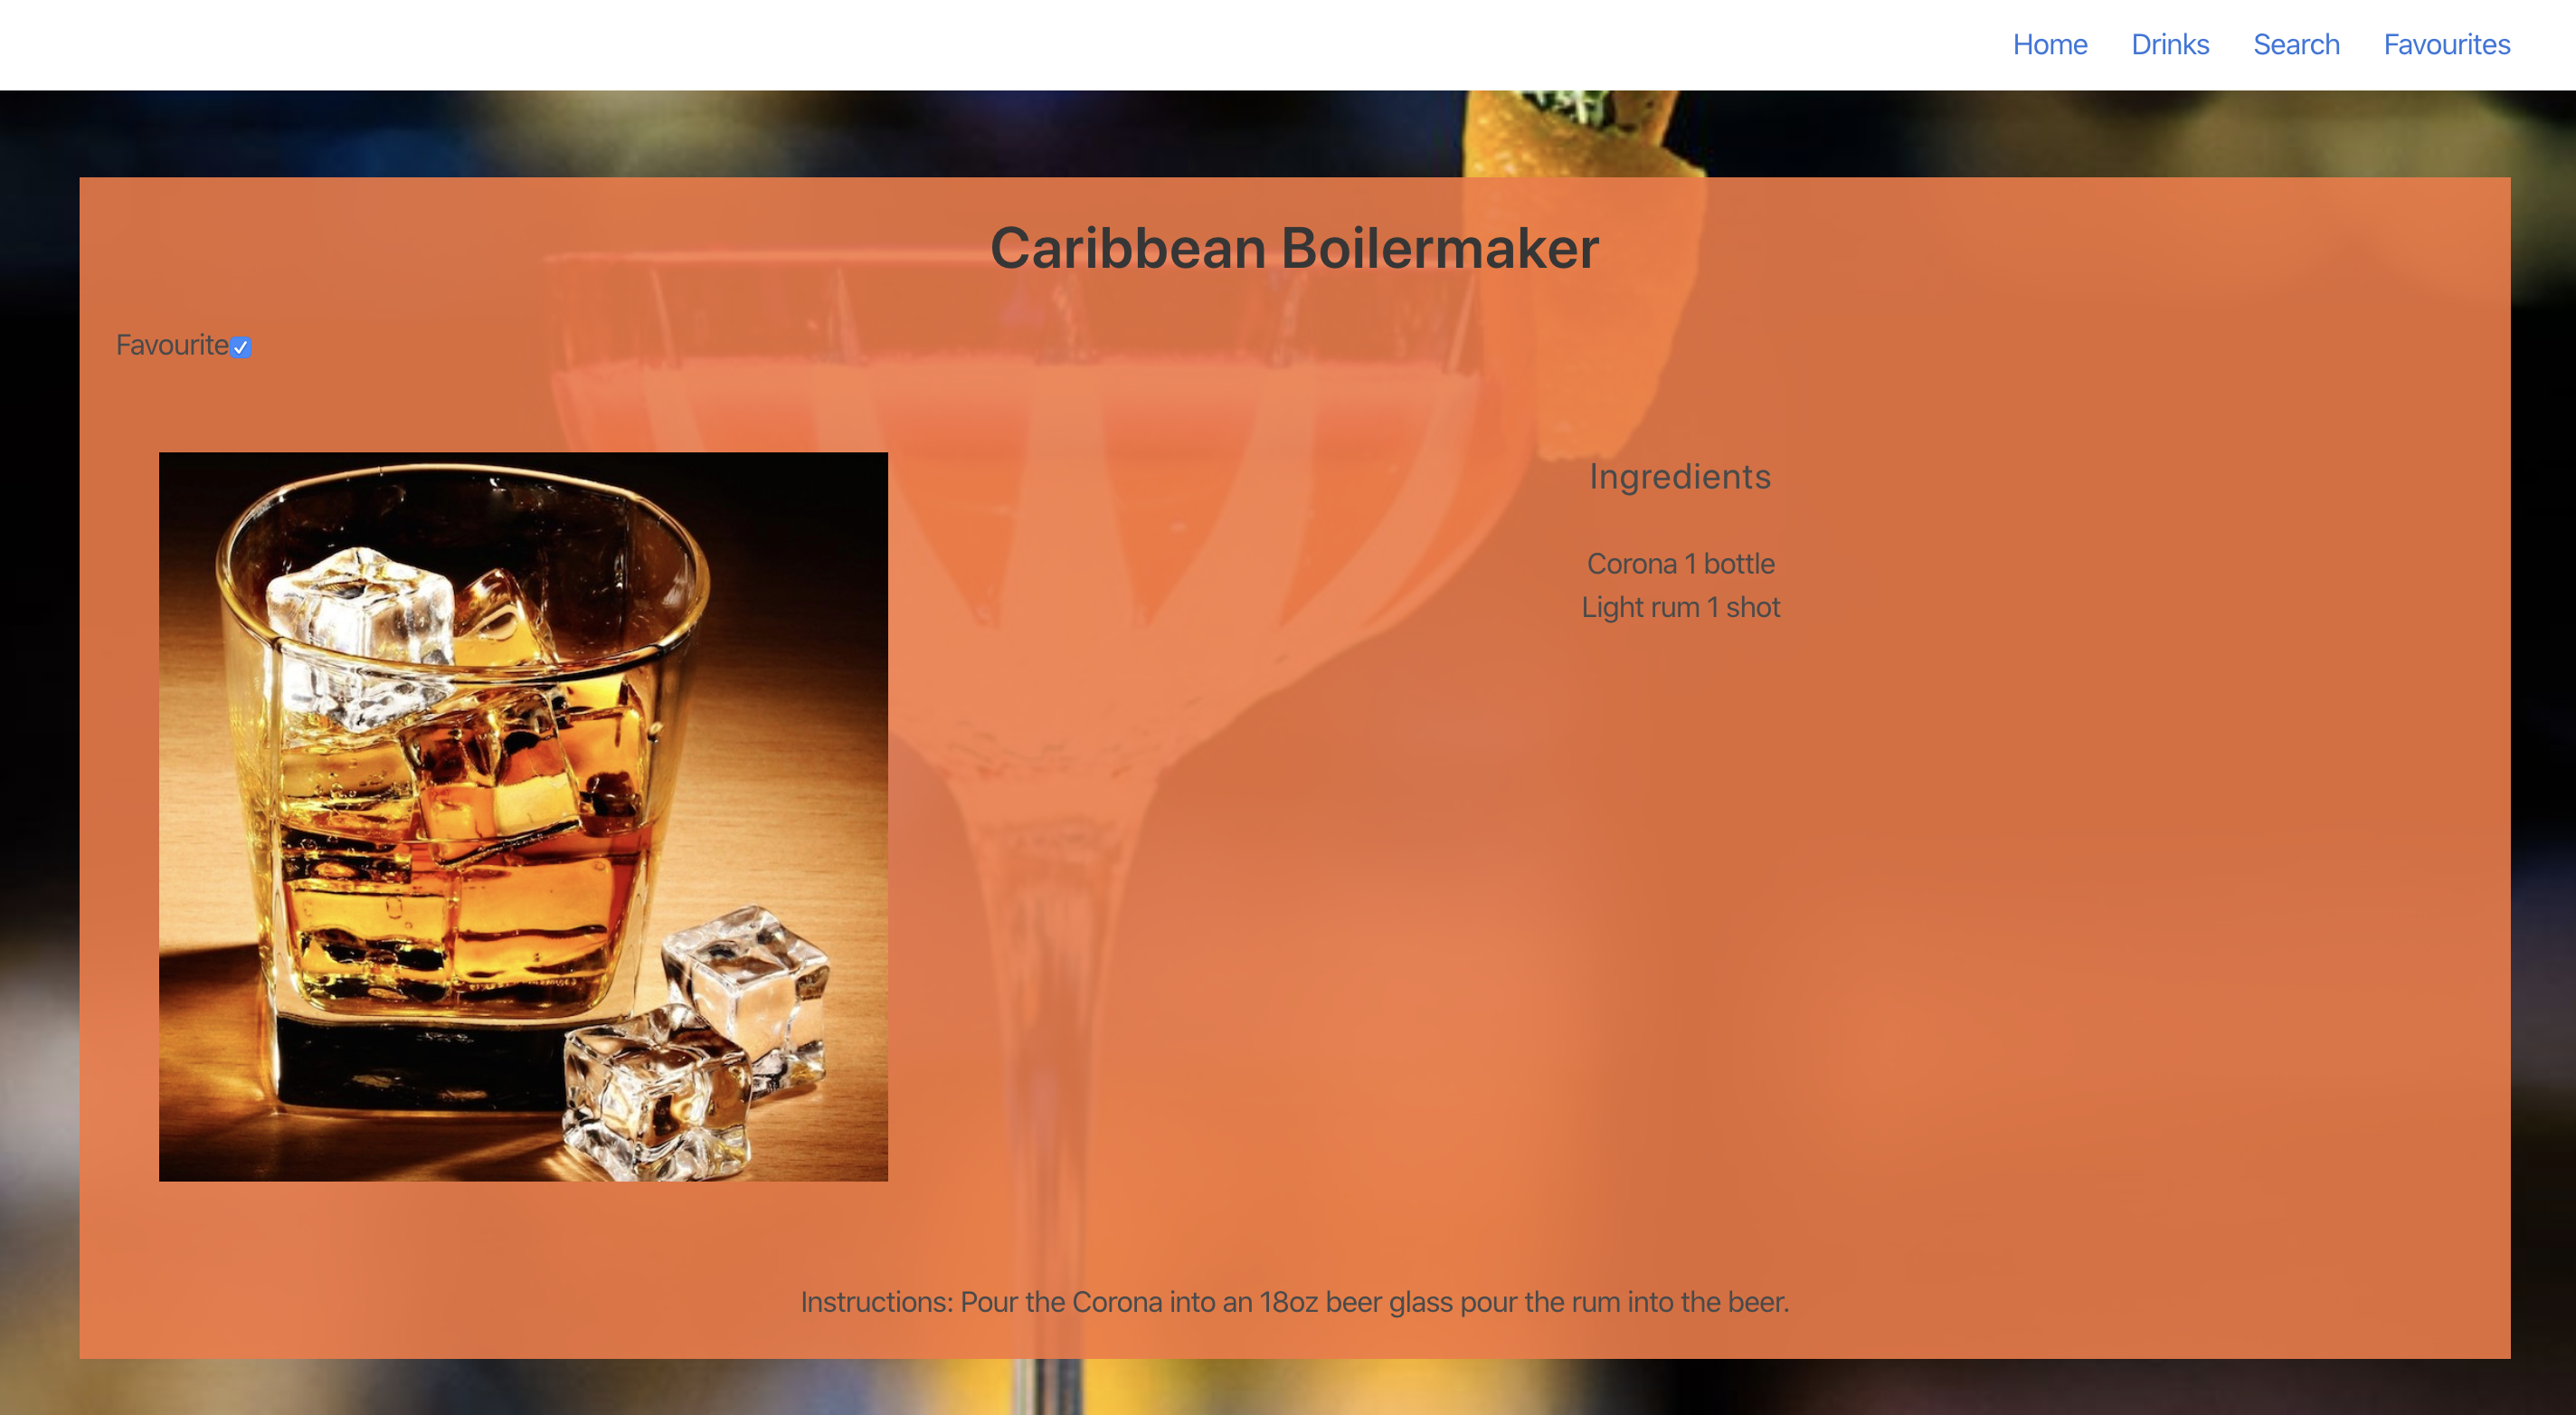 Home Drinks Search Favourites
Caribbean Boilermaker
Favourite
Ingredients
Corona 1 bottle
Light rum 1 shot
Instructions: Pour the Corona into an 18oz beer glass pour the rum into the beer.